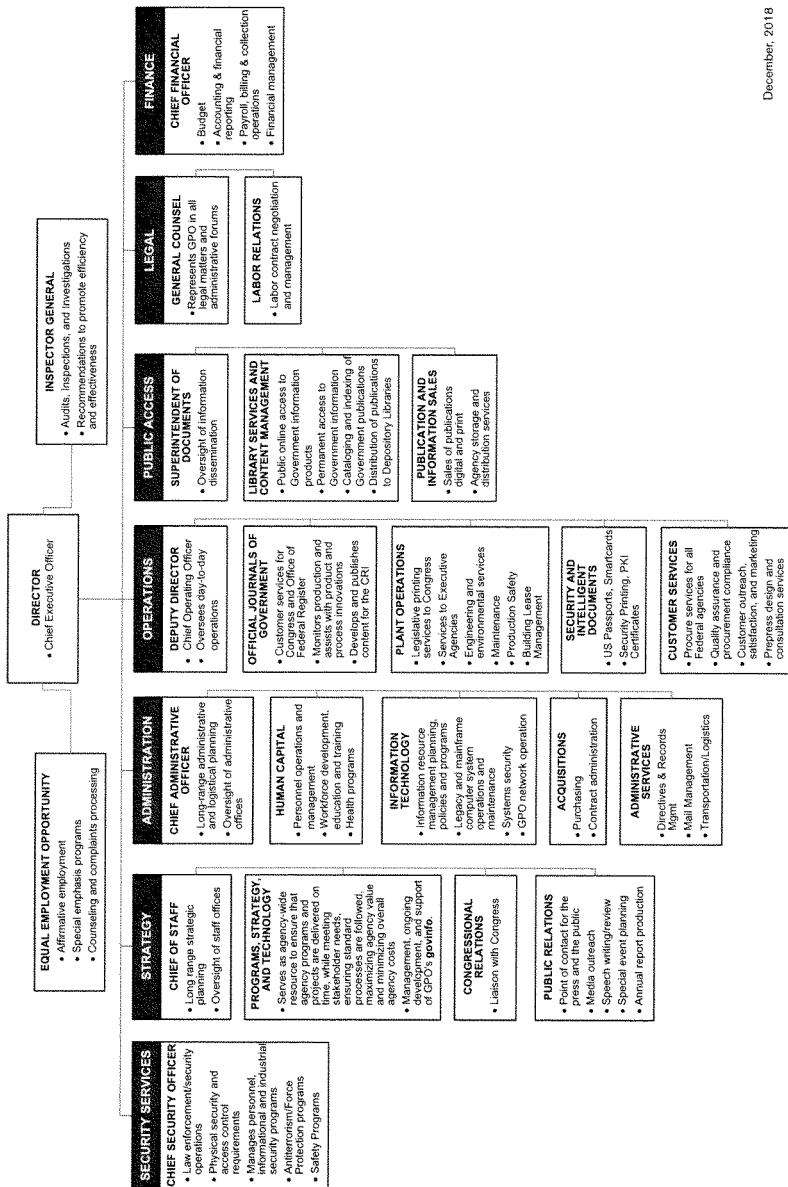 DIRECTOR
• Chief Executive Officer
EQUAL EMPLOYMENT OPPORTUNITY
• Affirmative employment
• Special emphasis programs
• Counseling and complaints processing
INSPECTOR GENERAL
• Audits, Inspections, and Investigations
• Recommendations to promote efficiency
and effectiveness
SECURITY SERVICES
CHIEF SECURITY OFFICER
• Law enforcement/security
operations
• Physical security and
access control
requirements
• Manages personnel,
informational and industrial
security programs
• Antiterrorism/Force
Protection programs
• Safety Programs
STRATEGY
CHIEF OF STAFF
• Long range strategic
planning
• Oversight of staff offices
PROGRAMS, STRATEGY,
AND TECHNOLOGY
• Serves as agency-wide
resource to ensure that
agency programs and
projects are delivered on
time, while meeting
stakeholder needs,
ensuring standard
processes are followed,
maximizing agency value
and minimizing overall
agency costs
• Management, ongoing
development, and support
of GPO's govinfo.
CONGRESSIONAL
RELATIONS
• Liaison with Congress
PUBLIC RELATIONS
• Point of contact for the
press and the public
• Media outreach
• Speech writing/review
• Special event planning
• Annual report production
ADMINISTRATION
CHIEF ADMINISTRATIVE
OFFICER
• Long-range administrative
and logistical planning
• Oversight of administrative
offices
HUMAN CAPITAL
• Personnel operations and
management
• Workforce development,
education and training
• Health programs
INFORMATION
TECHNOLOGY
• Information resource
management planning,
policies and programs
• Legacy and mainframe
computer system
operations and
maintenance
• Systems security
• GPO network operation
ACQUISITIONS
• Purchasing
• Contract administration
ADMINISTRATIVE
SERVICES
• Directives & Records
Mgmt
• Mail Management
• Transportation/Logistics
OPERATIONS
DEPUTY DIRECTOR
• Chief Operating Officer
• Oversees day-to-day
operations
OFFICIAL JOURNALS OF
GOVERNMENT
• Customer services for
Congress and Office of
Federal Register
• Monitors production and
assists with product and
process innovations
• Develops and publishes
content for the CRI
PLANT OPERATIONS
• Legislative printing
services to Congress
• Services to Executive
Agencies
• Engineering and
environmental services
• Maintenance
• Production Safety
• Building Lease
Management
SECURITY AND
INTELLIGENT
DOCUMENTS
• US Passports, Smartcards
• Security Printing, PKI
Certificates
CUSTOMER SERVICES
• Procure services for all
Federal agencies
• Quality assurance and
procurement compliance
• Customer outreach,
satisfaction, and marketing
• Prepress design and
consultation services
PUBLIC ACCESS
SUPERINTENDENT OF
DOCUMENTS
• Oversight of information
dissemination
LIBRARY SERVICES AND
CONTENT MANAGEMENT
• Public online access to
Government information
products
• Permanent access to
Government information
• Cataloging and indexing of
Government publications
• Distribution of publications
to Depository Libraries
PUBLICATION AND
INFORMATION SALES
• Sales of publications
digital and print
• Agency storage and
distribution services
LEGAL
GENERAL COUNSEL
• Represents GPO in all
legal matters and
administrative forums
LABOR RELATIONS
• Labor contract negotiation
and management
FINANCE
CHIEF FINANCIAL
OFFICER
• Budget
• Accounting & financial
reporting
• Payroll, billing & collection
operations
• Financial management
December, 2018